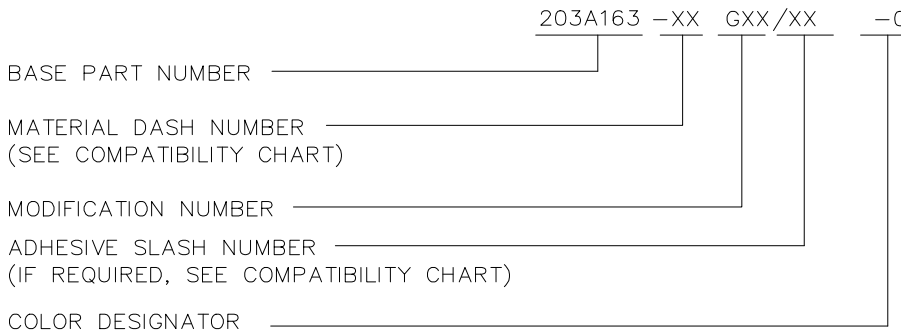 203A163 -XX GXX/XX
BASE PART NUMBER
MATERIAL DASH NUMBER
(SEE COMPATIBILITY CHART)
MODIFICATION NUMBER
ADHESIVE SLASH NUMBER
(IF REQUIRED, SEE COMPATIBILITY CHART)
COLOR DESIGNATOR